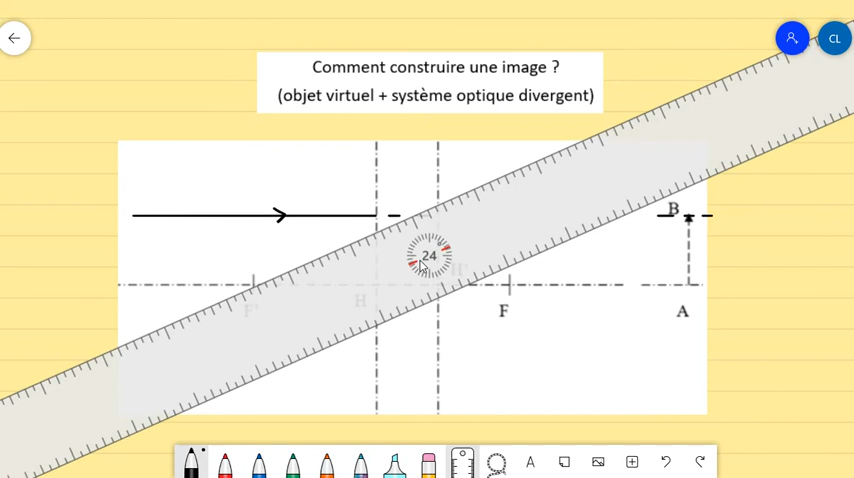 CL
Comment construire une image ?
(objet virtuel + système optique divergent)
B
24
H'
F'
H
F
A
A